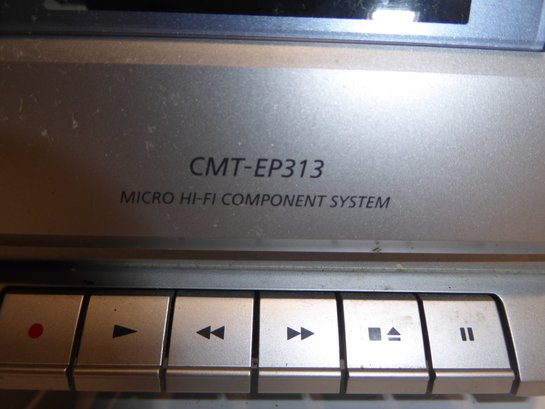 CMT-EP313
MICRO HI-FI COMPONENT SYSTEM